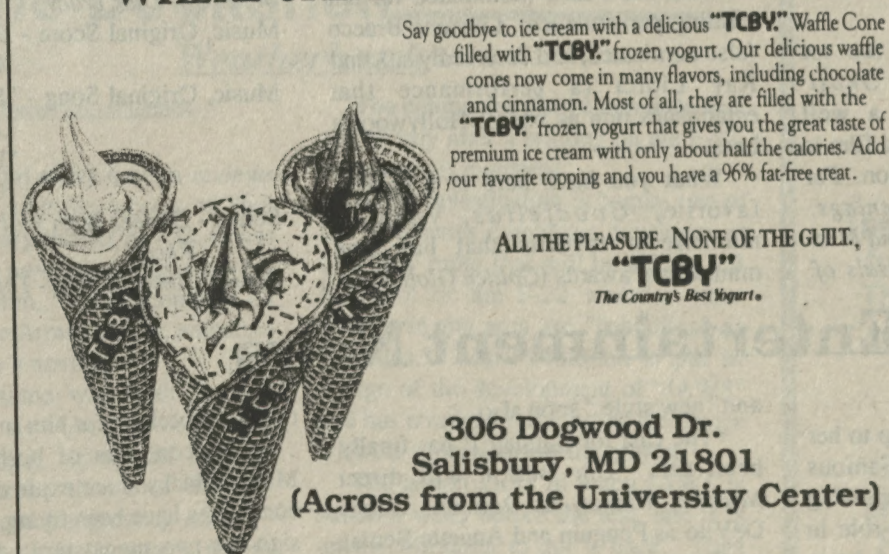 Say goodbye to ice cream with a delicious "TCBY." Waffle Cone
filled with "TCBY." frozen yogurt. Our delicious waffle
cones now come in many flavors, including chocolate
and cinnamon. Most of all, they are filled with the
"TCBY." frozen yogurt that gives you the great taste of
premium ice cream with only about half the calories. Add
your favorite topping and you have a 96% fat-free treat.
ALL THE PLEASURE. NONE OF THE GUILT.
"TCBY"
The Country's Best Yogurt.
TCBY
TCBY
TCBY
306 Dogwood Dr.
Salisbury, MD 21801
(Across from the University Center)